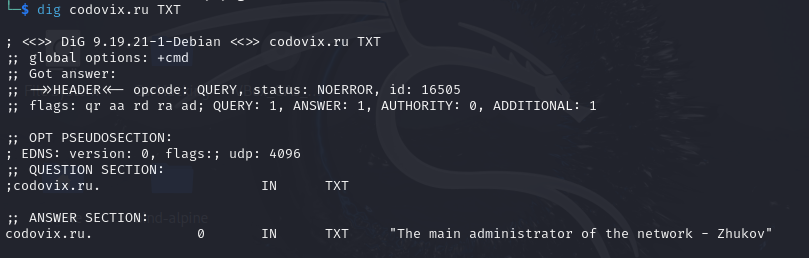 └─$ dig codovix.ru TXT
; <<>> DiG 9.19.21-1-Debian <<>> codovix.ru TXT
;; global options: +cmd
;; Got answer:
;; ->>HEADER<<- opcode: QUERY, status: NOERROR, id: 16505
;; flags: qr aa rd ra ad; QUERY: 1, ANSWER: 1, AUTHORITY: 0, ADDITIONAL: 1
;; OPT PSEUDOSECTION:
; EDNS: version: 0, flags:; udp: 4096
;; QUESTION SECTION:
;codovix.ru. IN TXT
;; ANSWER SECTION:
codovix.ru. 0 IN TXT "The main administrator of the network - Zhukov"